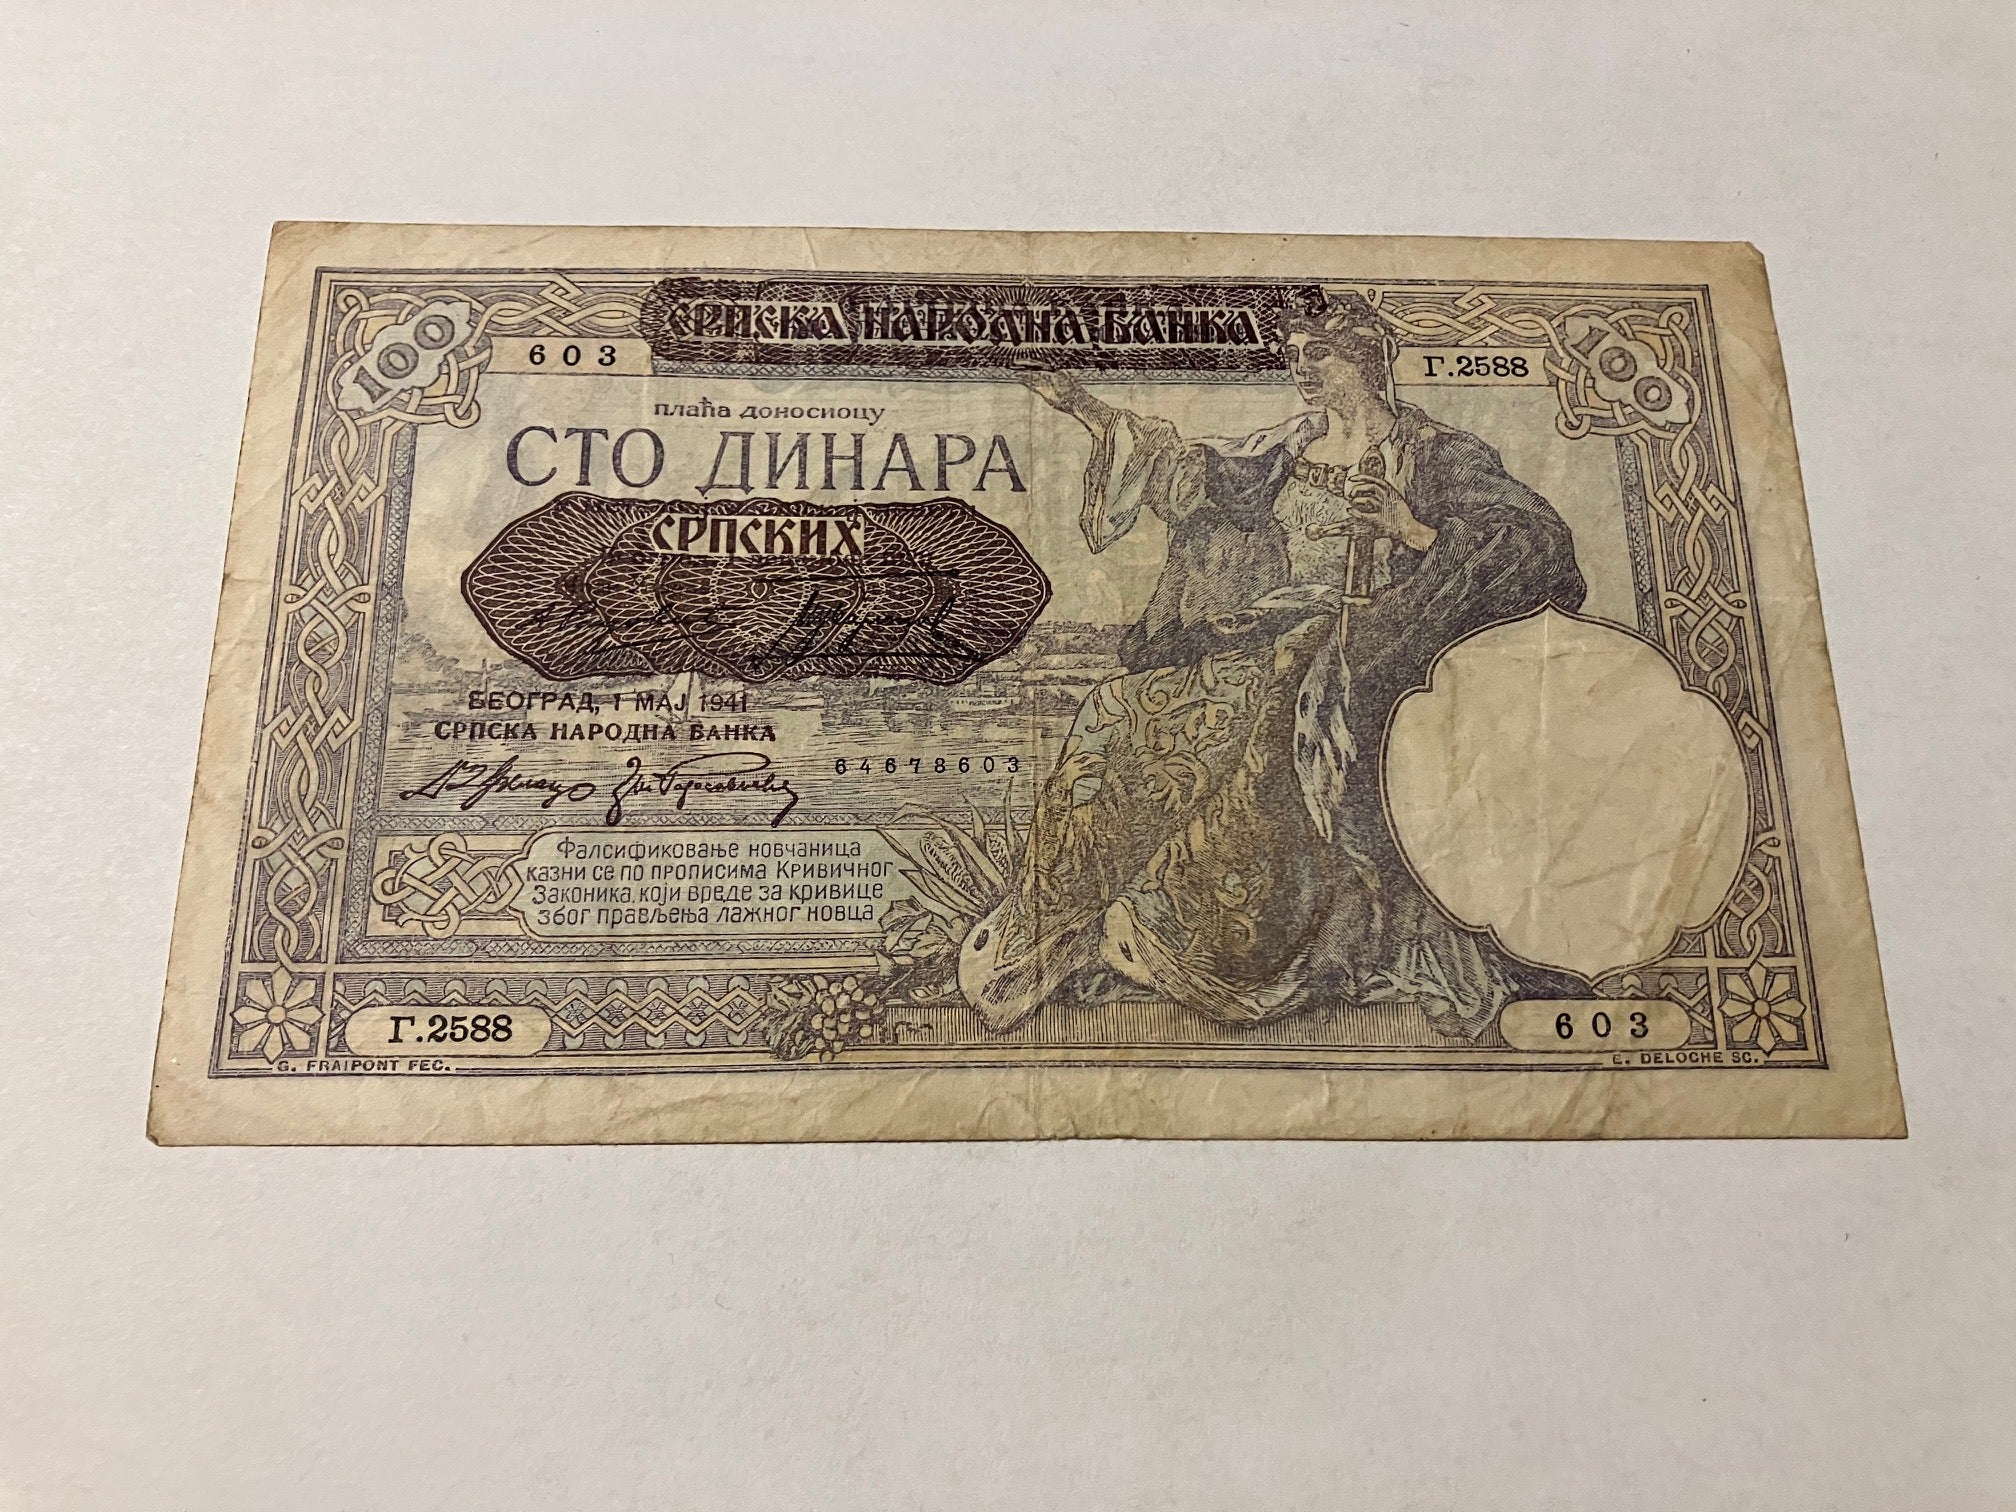 СРПСКА НАРОДНА БАНКА
100
603
Г.2588
100
плаћа доносиоцу
СТО ДИНАРА
СРПСКИХ
БЕОГРАД, 1 МАЈ 1941
СРПСКА НАРОДНА БАНКА
64678603
Фалсификовање новчаница
казни се по прописима Кривичног
Законика, који вреде за кривице
због прављења лажног новца
Г.2588
603
G. FRAIPONT FEC.
E. DELOCHE SC.